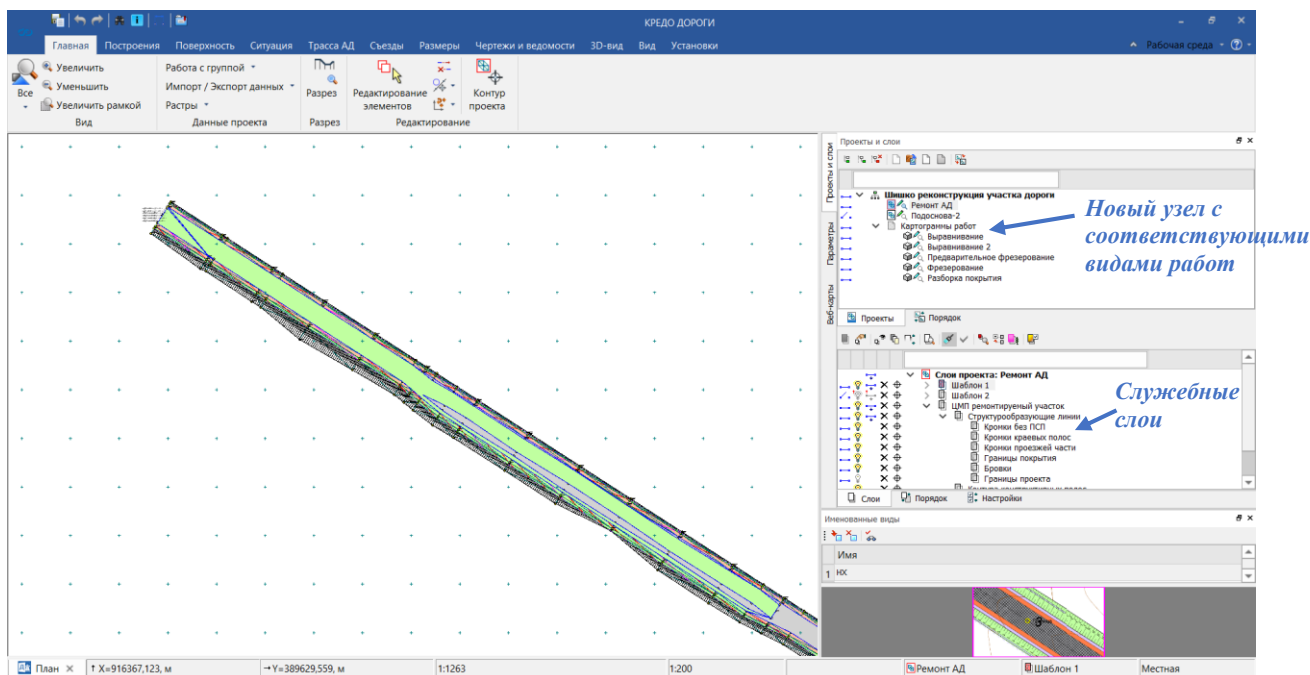 КРЕДО ДОРОГИ
Главная Построения Поверхность Ситуация Трасса АД Съезды Размеры Чертежи и ведомости 3D-вид Вид Установки Рабочая среда
Все
Увеличить
Уменьшить
Увеличить рамкой
Вид
Работа с группой
Импорт / Экспорт данных
Растры
Данные проекта
Разрез
Разрез
Редактирование
элементов
Контур
проекта
Редактирование
Проекты и слои
Параметры
Веб-карты
Проекты и слои
Шишко реконструкция участка дороги
Ремонт АД
Подоснова-2
Картограммы работ
Выравнивание
Выравнивание 2
Предварительное фрезерование
Фрезерование
Разборка покрытия
Новый узел с
соответствующими
видами работ
Проекты Порядок
Слои проекта: Ремонт АД
Шаблон 1
Шаблон 2
ЦМП ремонтируеный участок
Структурообразующие линии
Кромки без ПСП
Кромки краевых полос
Кромки проезжей части
Границы покрытия
Бровки
Границы проекта
Служебные
слои
Слои Порядок Настройки
Именованные виды
Имя
1 НХ
План X=916367,123, м Y=389629,559, м 1:1263 1:200 Ремонт АД Шаблон 1 Местная